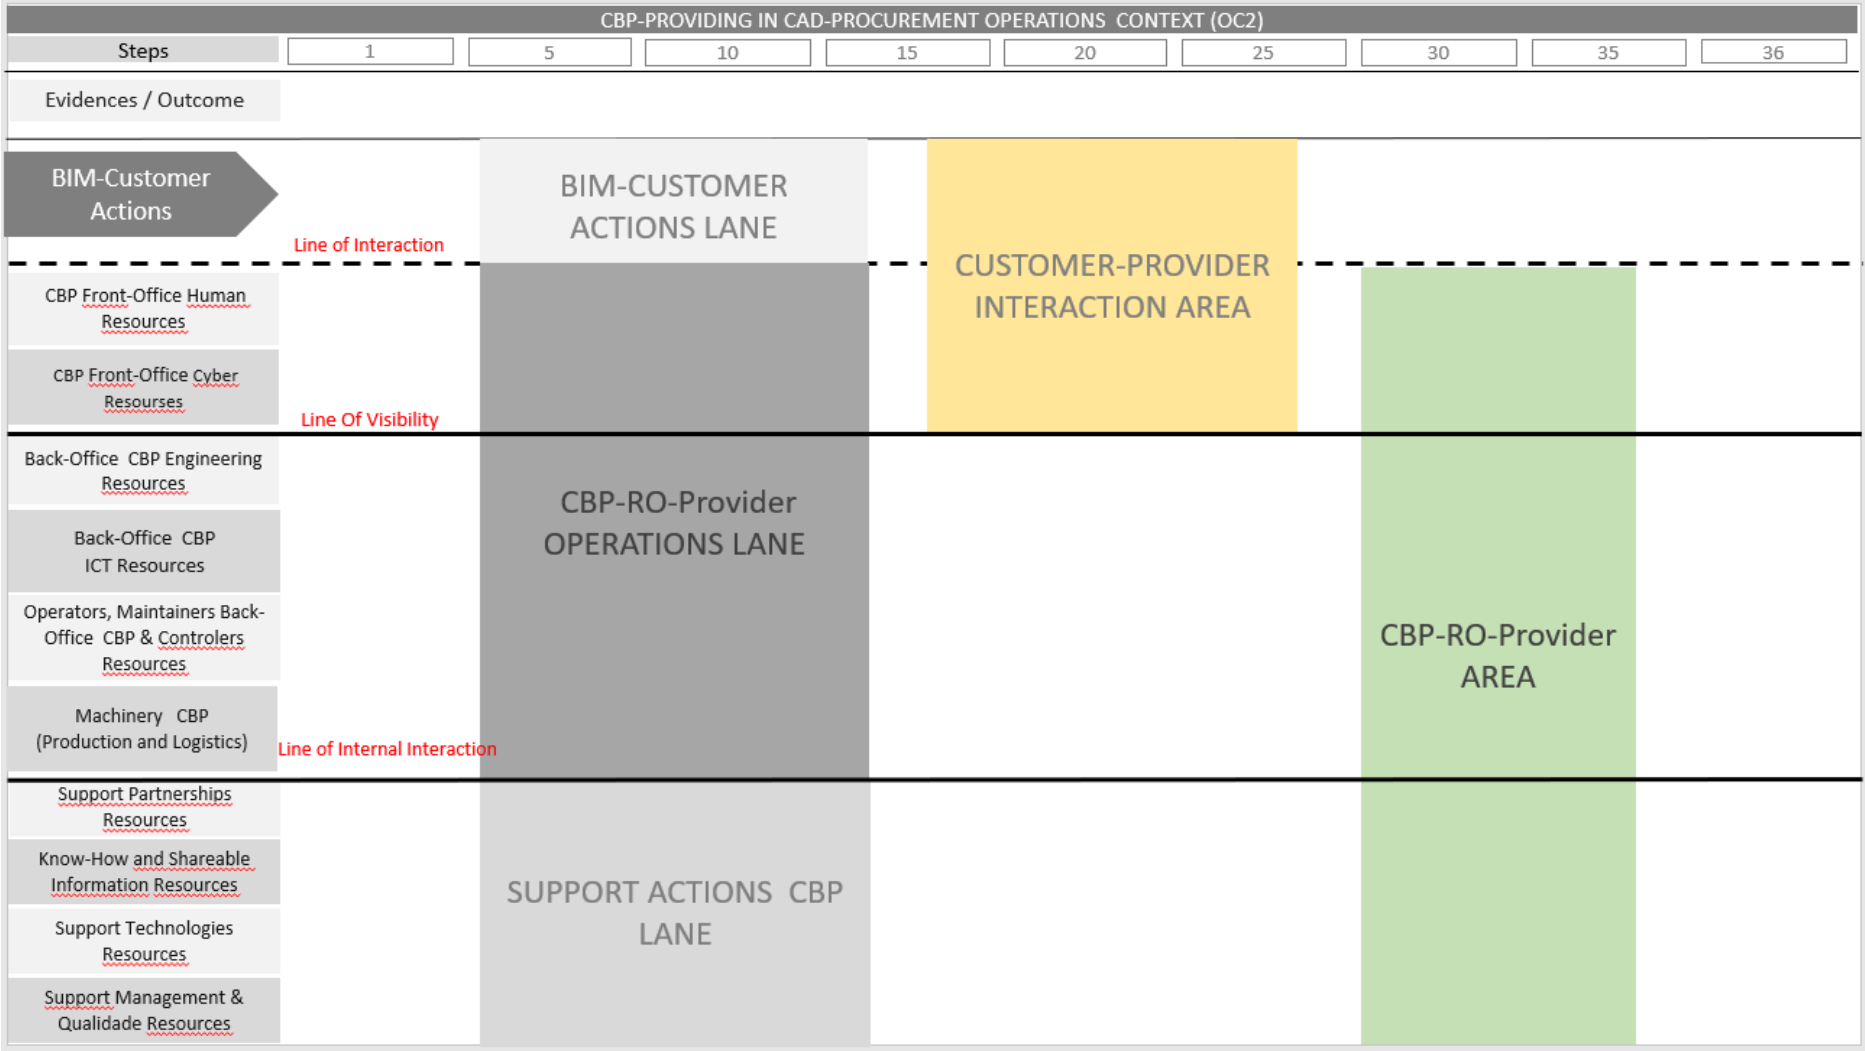 CBP-PROVIDING IN CAD-PROCUREMENT OPERATIONS CONTEXT (OC2)
Steps
1
5
10
15
20
25
30
35
36
Evidences / Outcome
BIM-Customer
Actions
BIM-CUSTOMER
ACTIONS LANE
Line of Interaction
CUSTOMER-PROVIDER
INTERACTION AREA
CBP Front-Office Human
Resources
CBP Front-Office Cyber
Resourses
Line Of Visibility
Back-Office CBP Engineering
Resources
CBP-RO-Provider
OPERATIONS LANE
Back-Office CBP
ICT Resources
Operators, Maintainers Back-
Office CBP & Controlers
Resources
CBP-RO-Provider
AREA
Machinery CBP
(Production and Logistics)
Line of Internal Interaction
Support Partnerships
Resources
Know-How and Shareable
Information Resources
SUPPORT ACTIONS CBP
LANE
Support Technologies
Resources
Support Management &
Qualidade Resources